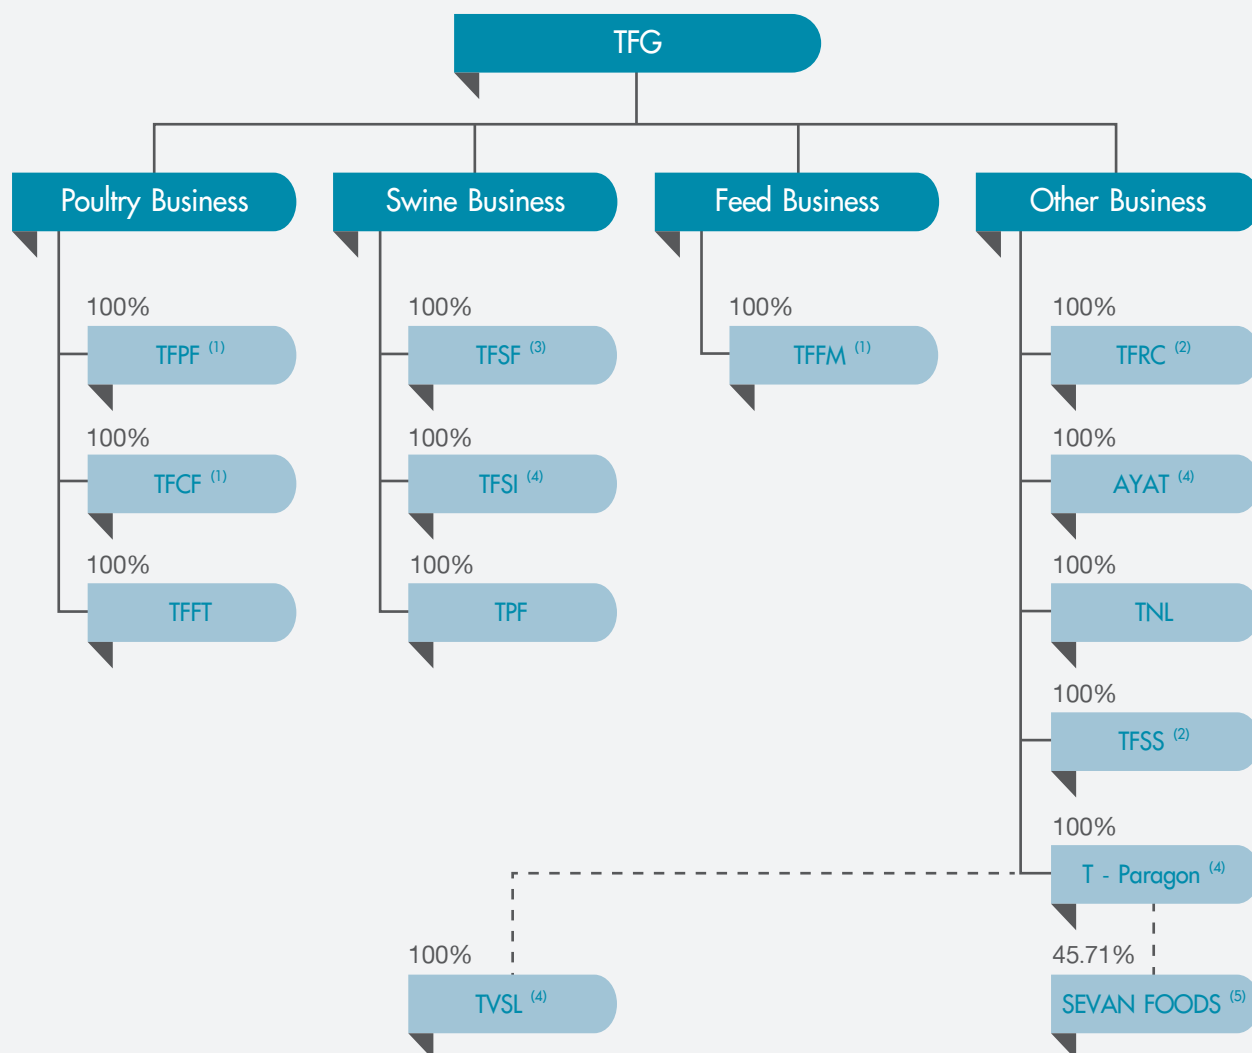 TFG
Poultry Business
100%
TFPF (1)
100%
TFCF (1)
100%
TFFT
Swine Business
100%
TFSF (3)
100%
TFSI (4)
100%
TPF
Feed Business
100%
TFFM (1)
Other Business
100%
TFRC (2)
100%
AYAT (4)
100%
TNL
100%
TFSS (2)
100%
T - Paragon (4)
100%
TVSL (4)
45.71%
SEVAN FOODS (5)